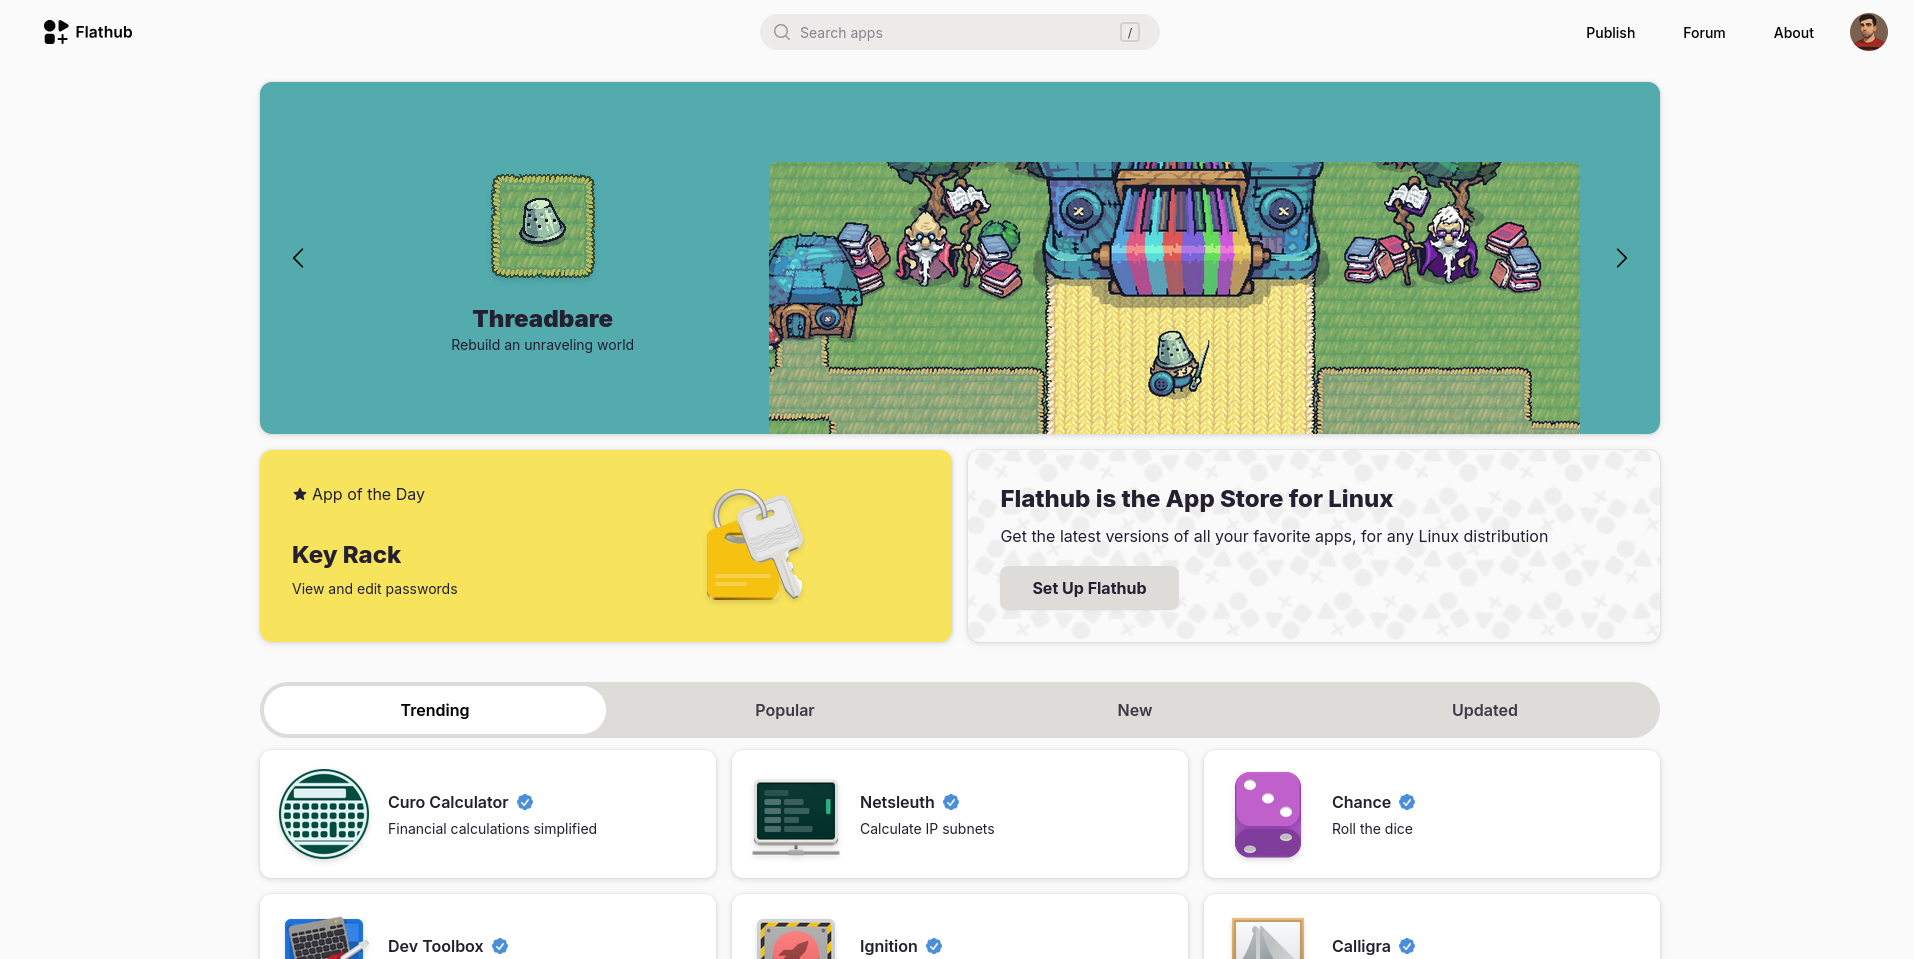 Flathub
Search apps
/
Publish
Forum
About
Threadbare
Rebuild an unraveling world
App of the Day
Key Rack
View and edit passwords
Flathub is the App Store for Linux
Get the latest versions of all your favorite apps, for any Linux distribution
Set Up Flathub
Trending
Popular
New
Updated
Curo Calculator
Financial calculations simplified
Netsleuth
Calculate IP subnets
Chance
Roll the dice
Dev Toolbox
Ignition
Calligra